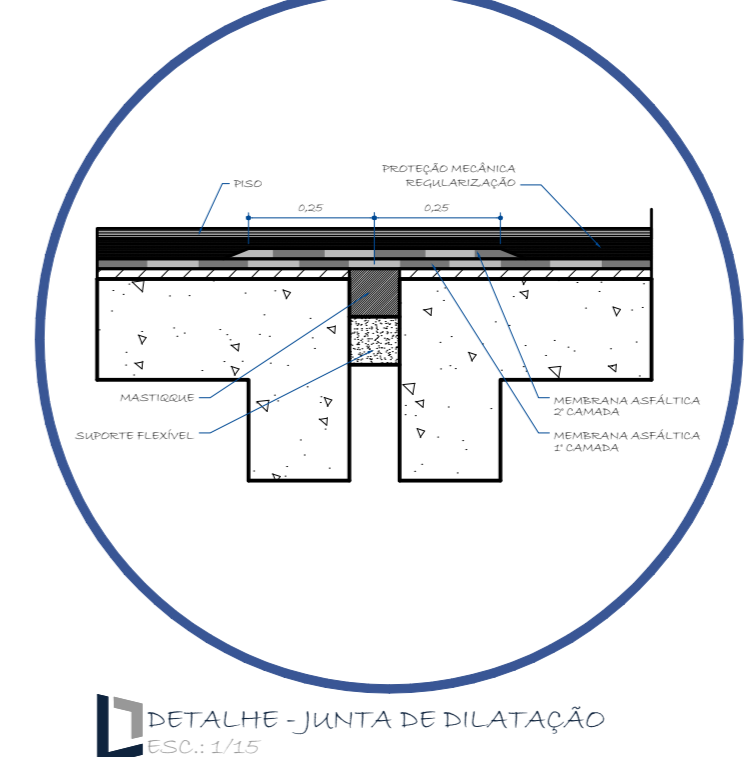 PROTEÇÃO MECÂNICA
REGULARIZAÇÃO
PISO
0,25
0,25
MASTIQQUE
SUPORTE FLEXÍVEL
MEMBRANA ASFÁLTICA
2ª CAMADA
MEMBRANA ASFÁLTICA
1ª CAMADA
DETALHE - JUNTA DE DILATAÇÃO
ESC.: 1/15